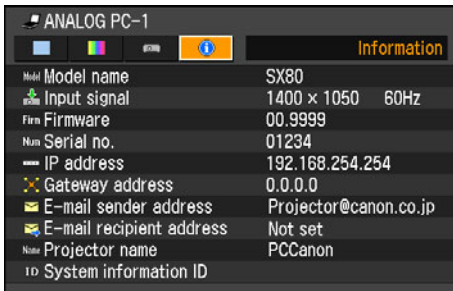 ANALOG PC-1
Information
Model Model name SX80
Input signal 1400 × 1050 60Hz
Firm Firmware 00.9999
Num Serial no. 01234
IP address 192.168.254.254
Gateway address 0.0.0.0
E-mail sender address Projector@canon.co.jp
E-mail recipient address Not set
Name Projector name PCCanon
ID System information ID